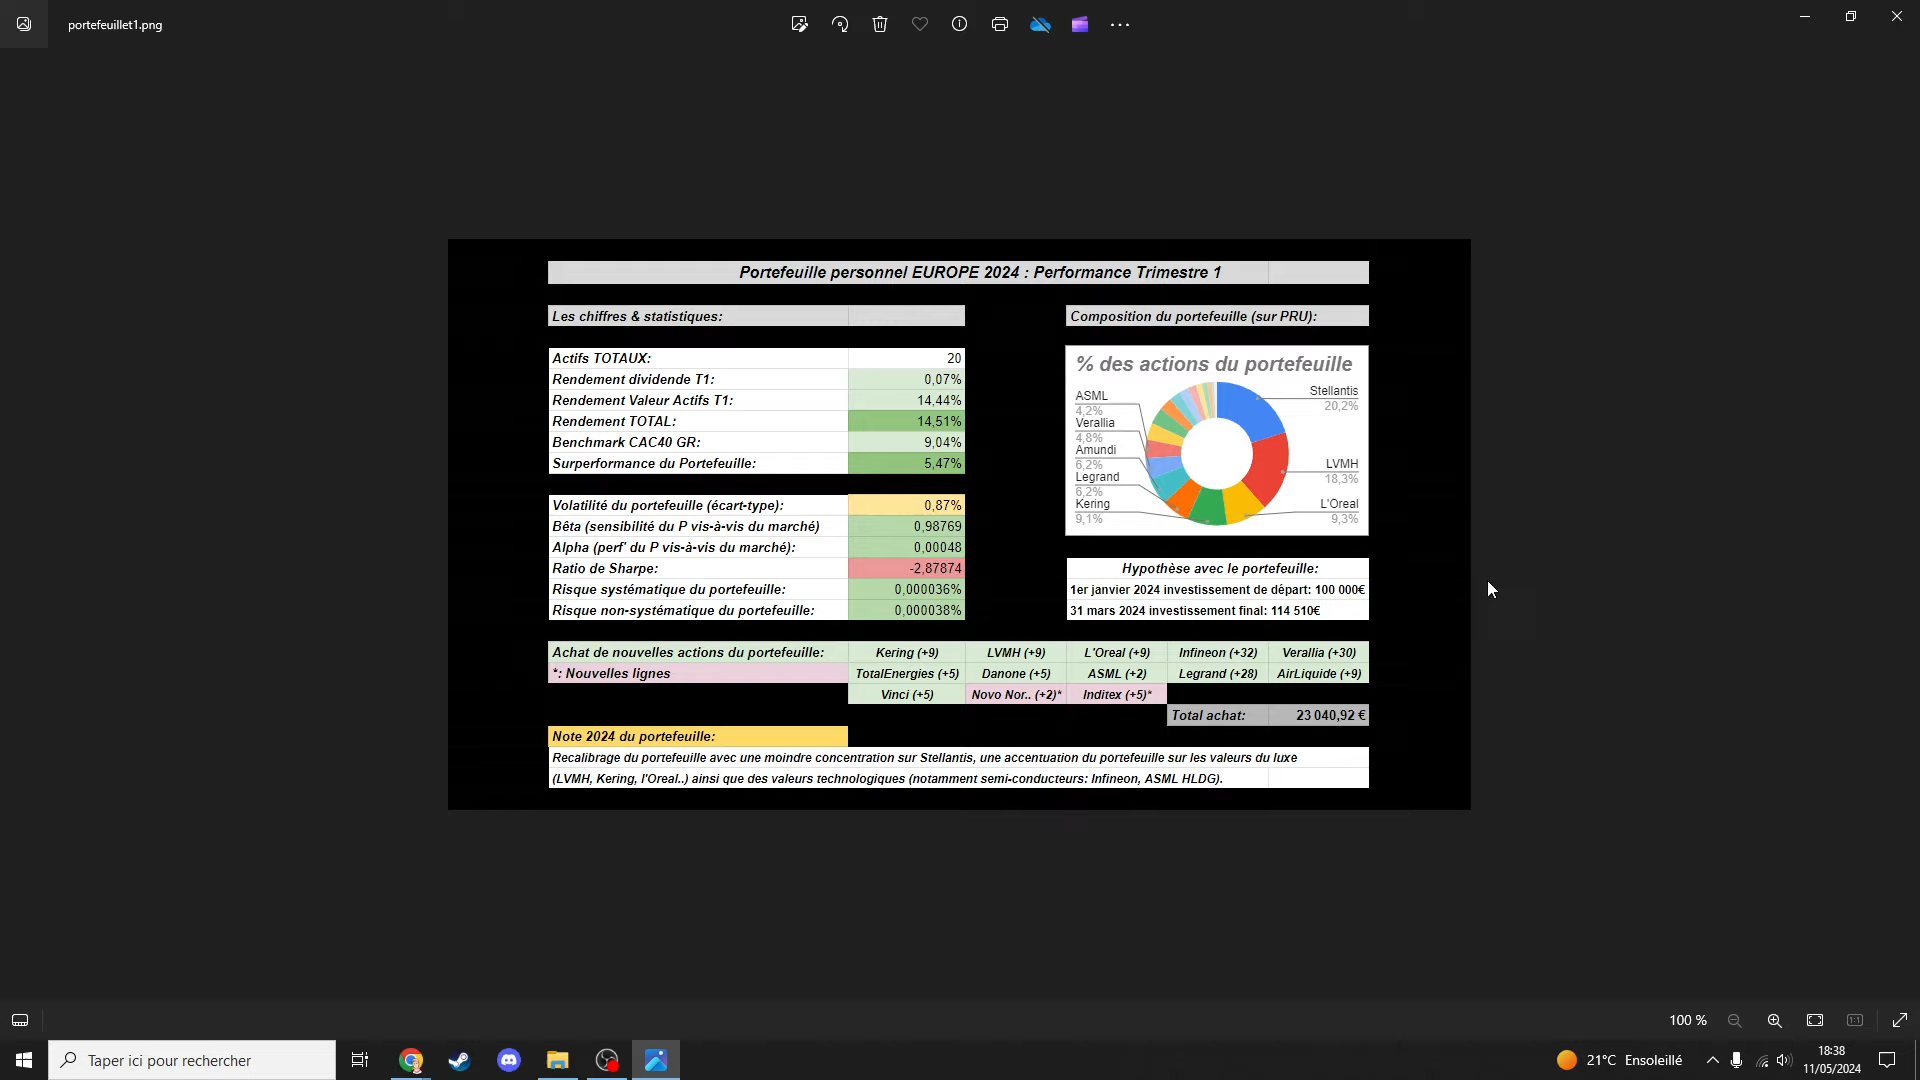 portefeuillet1.png
Portefeuille personnel EUROPE 2024 : Performance Trimestre 1
Les chiffres & statistiques:
Actifs TOTAUX: 20
Rendement dividende T1: 0,07%
Rendement Valeur Actifs T1: 14,44%
Rendement TOTAL: 14,51%
Benchmark CAC40 GR: 9,04%
Surperformance du Portefeuille: 5,47%
Volatilité du portefeuille (écart-type): 0,87%
Bêta (sensibilité du P vis-à-vis du marché) 0,98769
Alpha (perf' du P vis-à-vis du marché): 0,00048
Ratio de Sharpe: -2,87874
Risque systématique du portefeuille: 0,000036%
Risque non-systématique du portefeuille: 0,000038%
Composition du portefeuille (sur PRU):
% des actions du portefeuille
ASML
4,2%
Verallia
4,8%
Amundi
6,2%
Legrand
6,2%
Kering
9,1%
Stellantis
20,2%
LVMH
18,3%
L'Oreal
9,3%
Hypothèse avec le portefeuille:
1er janvier 2024 investissement de départ: 100 000€
31 mars 2024 investissement final: 114 510€
Achat de nouvelles actions du portefeuille: Kering (+9) LVMH (+9) L'Oreal (+9) Infineon (+32) Verallia (+30)
*: Nouvelles lignes TotalEnergies (+5) Danone (+5) ASML (+2) Legrand (+28) AirLiquide (+9)
Vinci (+5) Novo Nor.. (+2)* Inditex (+5)*
Total achat: 23 040,92 €
Note 2024 du portefeuille:
Recalibrage du portefeuille avec une moindre concentration sur Stellantis, une accentuation du portefeuille sur les valeurs du luxe
(LVMH, Kering, l'Oreal..) ainsi que des valeurs technologiques (notamment semi-conducteurs: Infineon, ASML HLDG).
100 %
Taper ici pour rechercher
21°C Ensoleillé
18:38
11/05/2024